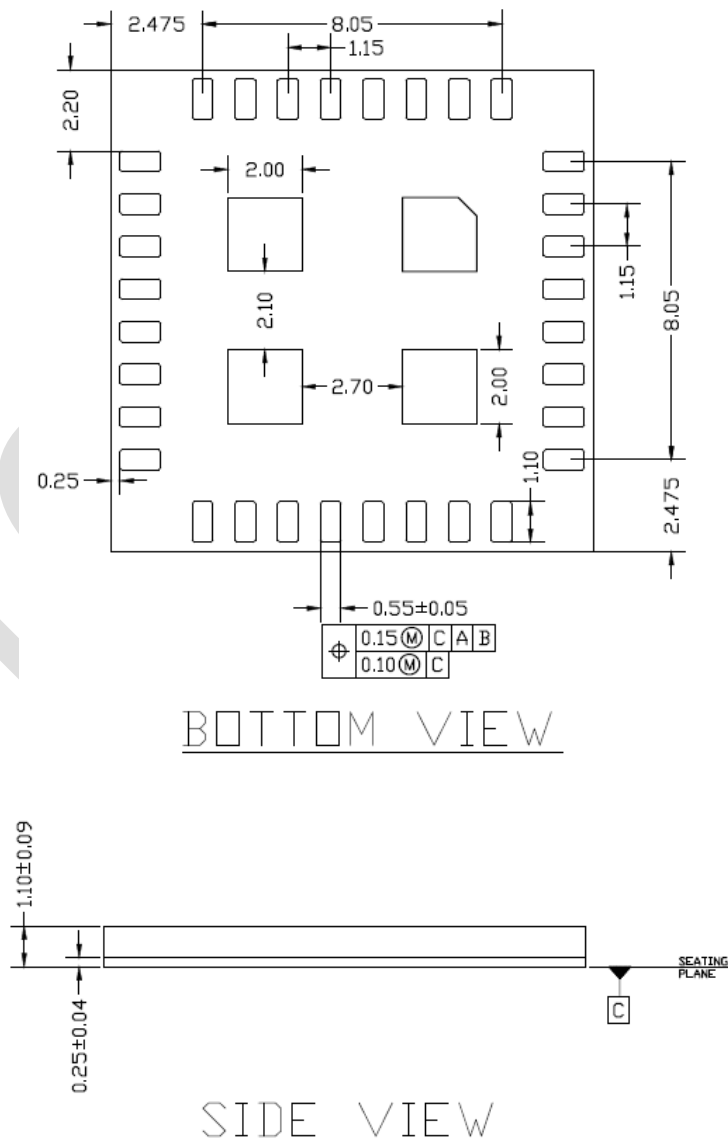 2.475
8.05
1.15
2.20
2.00
2.10
1.15
8.05
2.70
2.00
0.25
1.10
2.475
0.55±0.05
0.15Ⓜ C A B
0.10Ⓜ C
BOTTOM VIEW
1.10±0.09
0.25±0.04
SEATING
PLANE
C
SIDE VIEW